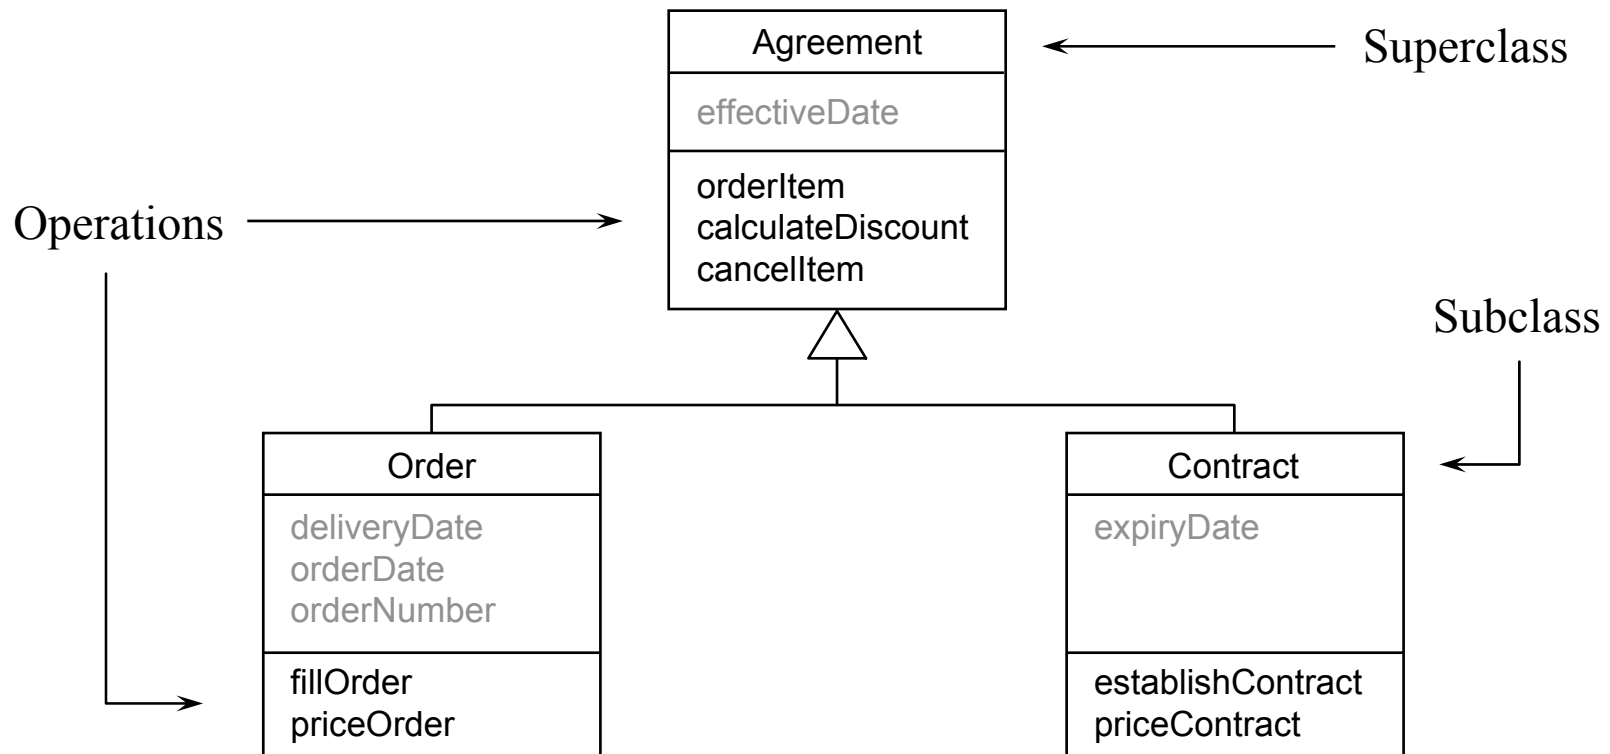 Agreement
Superclass
effectiveDate
Operations
orderItem
calculateDiscount
cancelItem
Subclass
Order
deliveryDate
orderDate
orderNumber
fillOrder
priceOrder
Contract
expiryDate
establishContract
priceContract